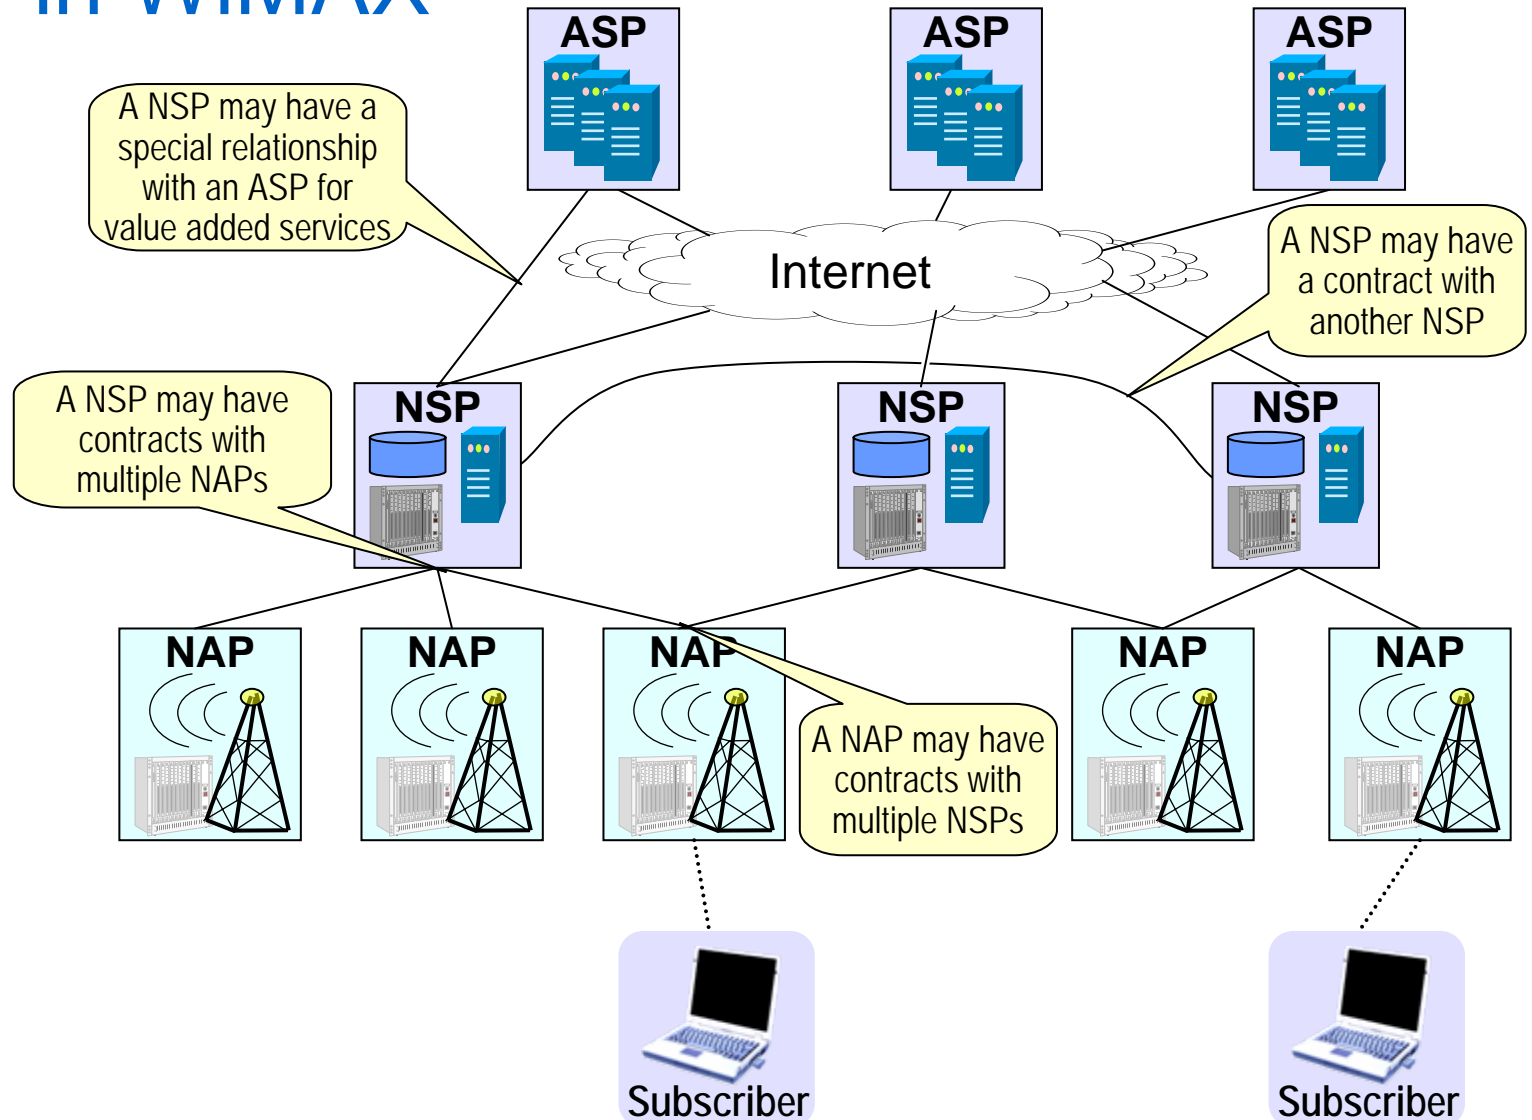 in WiMAX
ASP
ASP
ASP
A NSP may have a
special relationship
with an ASP for
value added services
Internet
A NSP may have
a contract with
another NSP
NSP
NSP
NSP
A NSP may have
contracts with
multiple NAPs
NAP
NAP
NAP
NAP
NAP
A NAP may have
contracts with
multiple NSPs
Subscriber
Subscriber